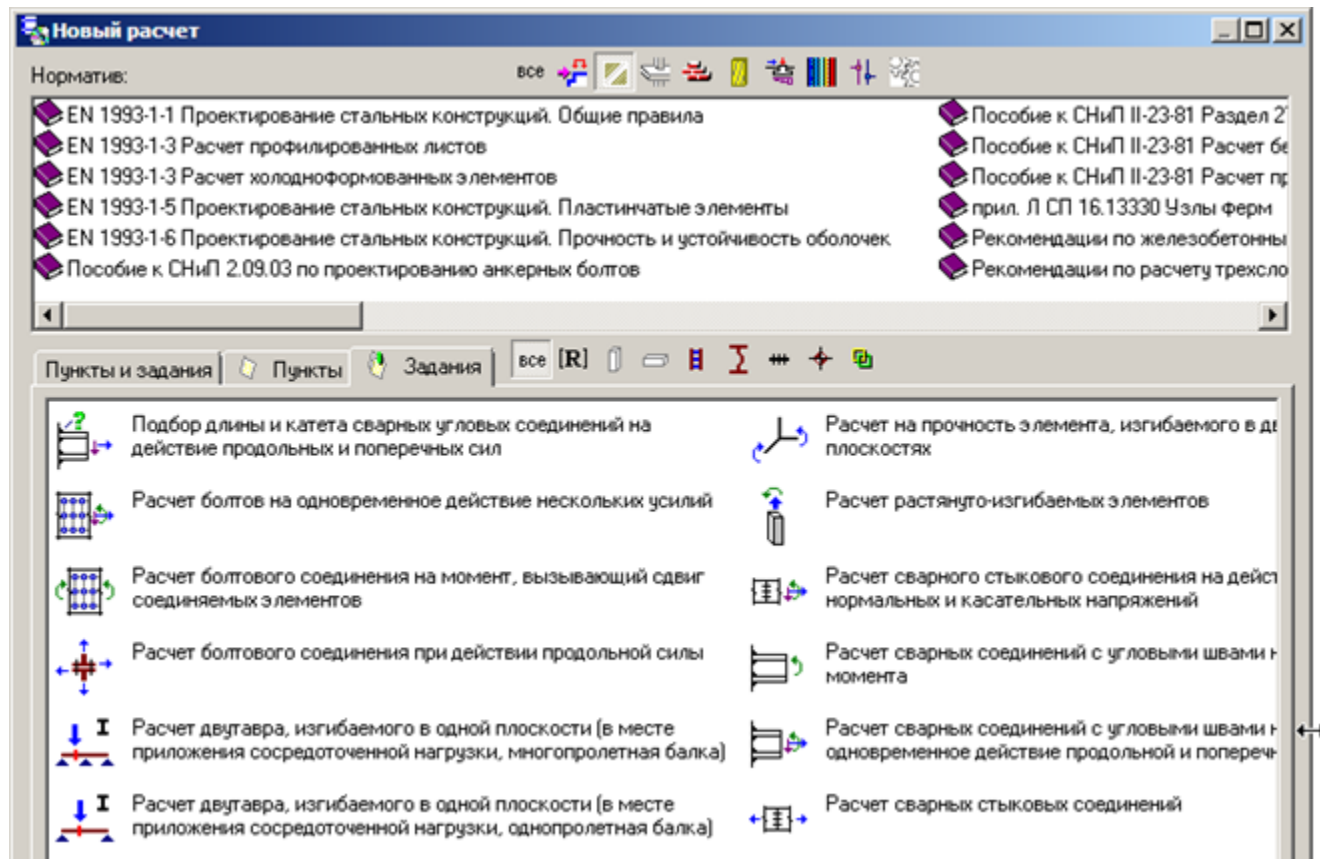 Новый расчет
Норматив:
все
EN 1993-1-1 Проектирование стальных конструкций. Общие правила
EN 1993-1-3 Расчет профилированных листов
EN 1993-1-3 Расчет холодноформованных элементов
EN 1993-1-5 Проектирование стальных конструкций. Пластинчатые элементы
EN 1993-1-6 Проектирование стальных конструкций. Прочность и устойчивость оболочек
Пособие к СНиП 2.09.03 по проектированию анкерных болтов
Пособие к СНиП II-23-81 Раздел
Пособие к СНиП II-23-81 Расчет
Пособие к СНиП II-23-81 Расчет
прил. Л СП 16.13330 Узлы ферм
Рекомендации по
Рекомендации по расчету
Пункты и задания
Пункты
Задания
все [R]
Подбор длины и катета сварных угловых соединений на
действие продольных и поперечных сил
Расчет болтов на одновременное действие нескольких усилий
Расчет болтового соединения на момент, вызывающий сдвиг
соединяемых элементов
Расчет болтового соединения при действии продольной силы
I
Расчет двутавра, изгибаемого в одной плоскости (в месте
приложения сосредоточенной нагрузки, многопролетная балка)
I
Расчет двутавра, изгибаемого в одной плоскости (в месте
приложения сосредоточенной нагрузки, однопролетная балка)
Расчет на прочность элемента, изгибаемого в
плоскостях
Расчет растянуто-изгибаемых элементов
Расчет сварного стыкового соединения на
нормальных и касательных напряжений
Расчет сварных соединений с угловыми швами
момента
Расчет сварных соединений с угловыми швами
одновременное действие продольной и
Расчет сварных стыковых соединений